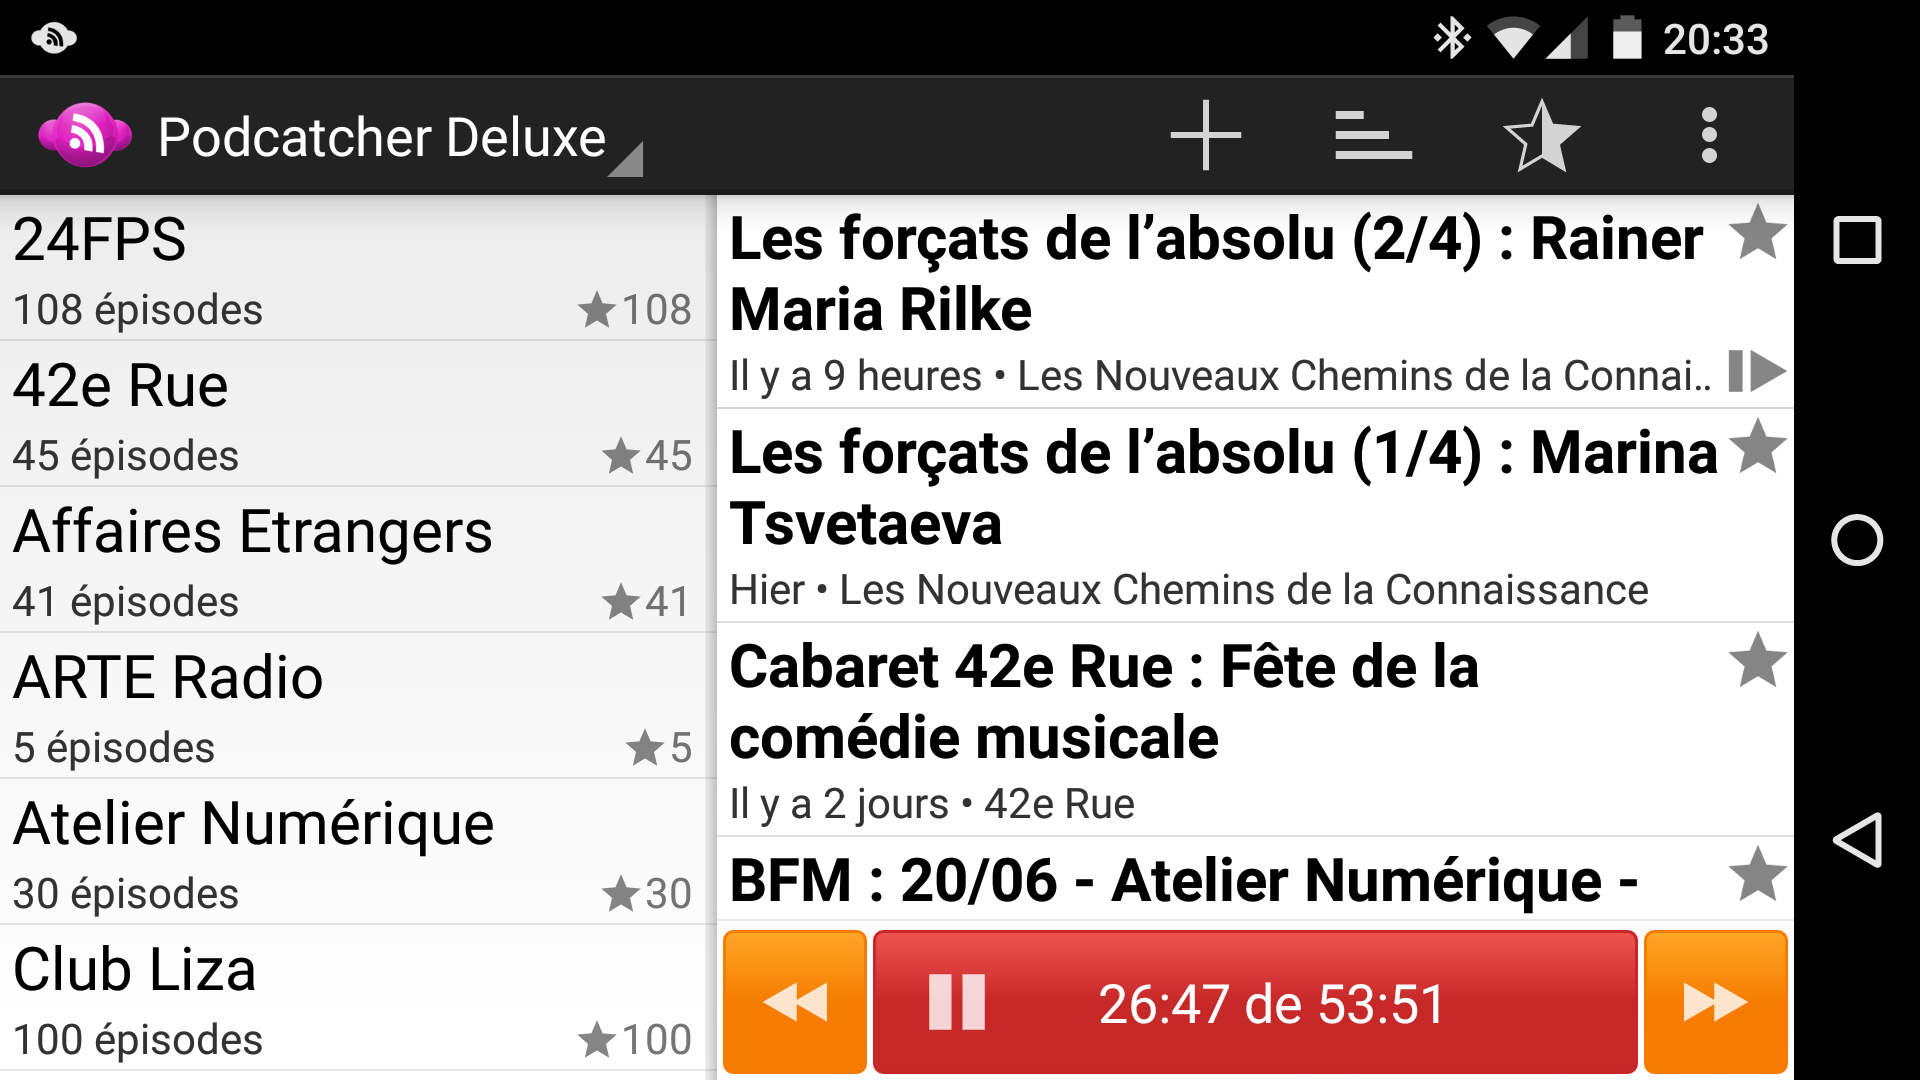 20:33
Podcatcher Deluxe
24FPS
108 épisodes
108
42e Rue
45 épisodes
45
Affaires Etrangers
41 épisodes
41
ARTE Radio
5 épisodes
5
Atelier Numérique
30 épisodes
30
Club Liza
100 épisodes
100
Les forçats de l’absolu (2/4) : Rainer
Maria Rilke
Il y a 9 heures • Les Nouveaux Chemins de la Connai..
Les forçats de l’absolu (1/4) : Marina
Tsvetaeva
Hier • Les Nouveaux Chemins de la Connaissance
Cabaret 42e Rue : Fête de la
comédie musicale
Il y a 2 jours • 42e Rue
BFM : 20/06 - Atelier Numérique -
26:47 de 53:51